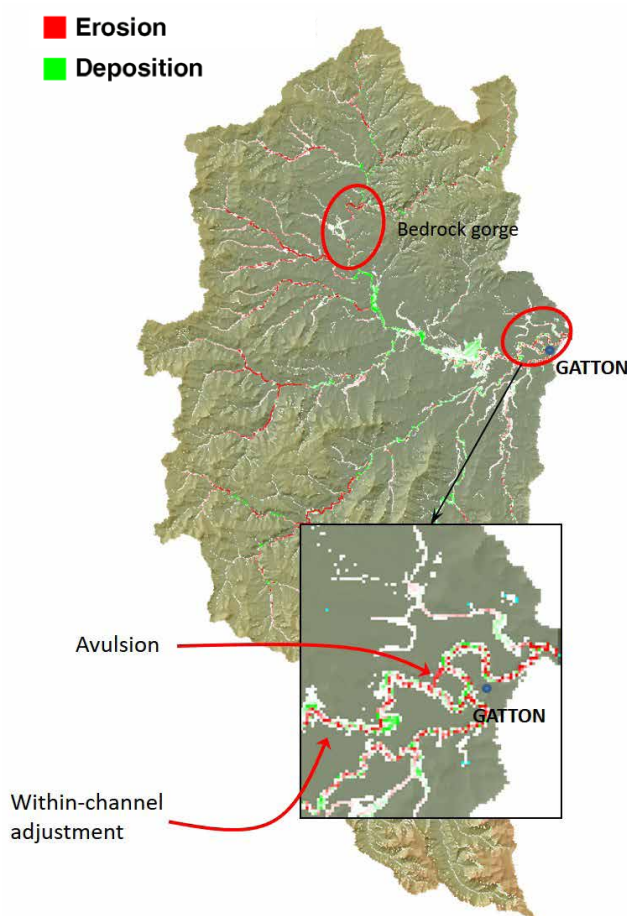 Erosion
Deposition
Bedrock gorge
GATTON
Avulsion
GATTON
Within-channel
adjustment